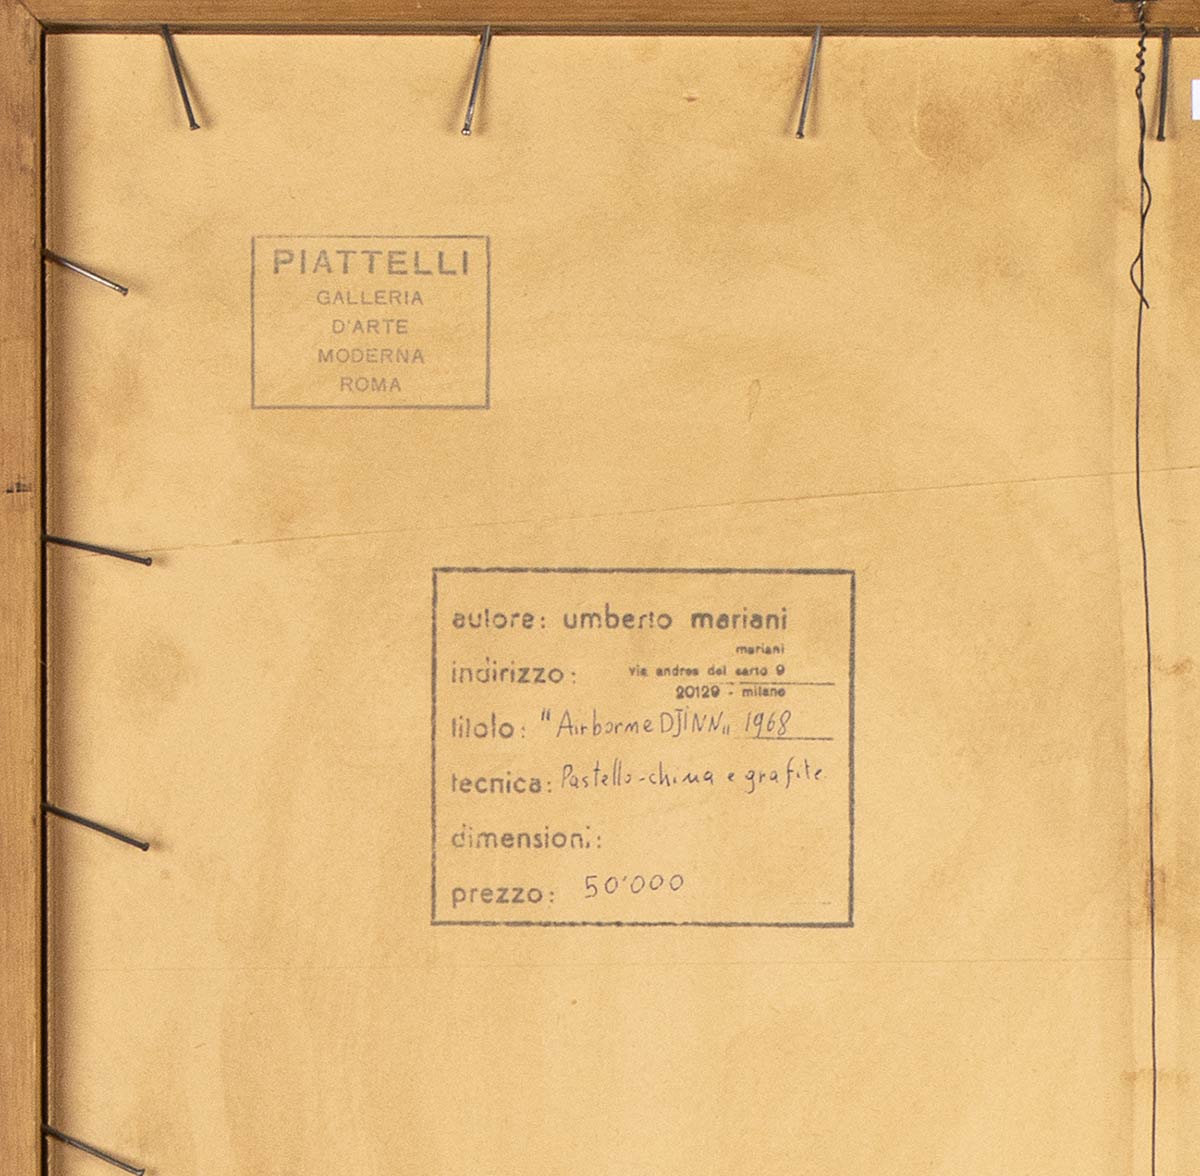 PIATTELLI
GALLERIA
D'ARTE
MODERNA
ROMA
autore: umberto mariani
mariani
indirizzo: via andrea del sarto 9
20129 - milano
titolo: "Airborme DJINN„ 1968
tecnica: Pastello-china e grafite
dimensioni:
prezzo: 50'000